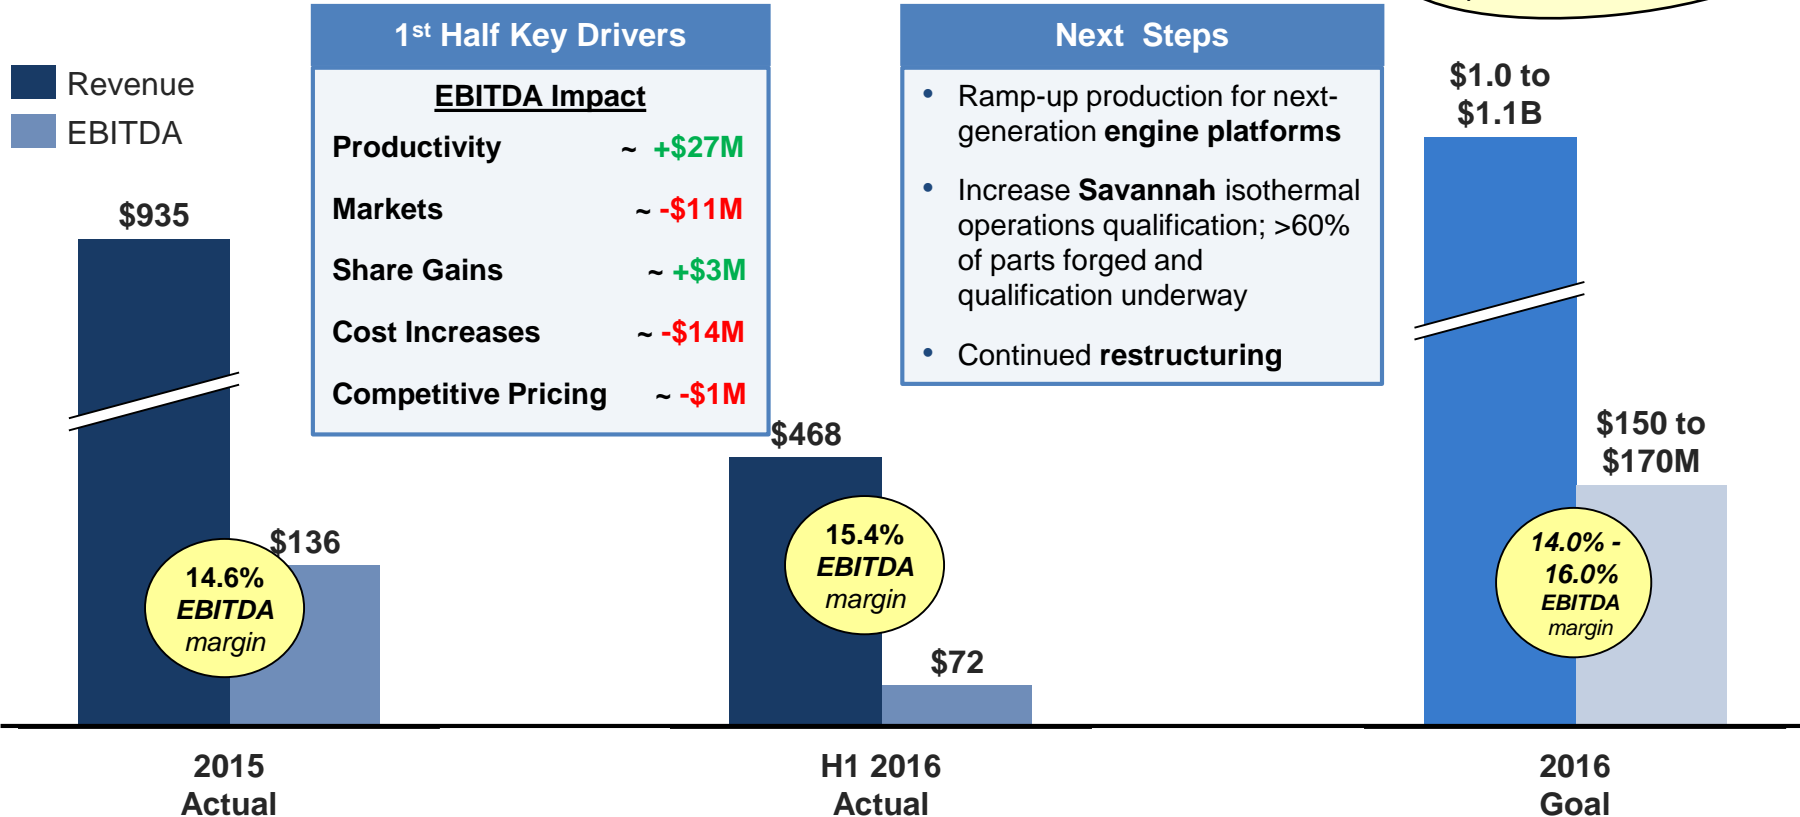 Revenue
EBITDA
1st Half Key Drivers
EBITDA Impact
Productivity ~ +$27M
Markets ~ -$11M
Share Gains ~ +$3M
Cost Increases ~ -$14M
Competitive Pricing ~ -$1M
Next Steps
• Ramp-up production for next-
generation engine platforms
• Increase Savannah isothermal
operations qualification; >60%
of parts forged and
qualification underway
• Continued restructuring
$935
$136
14.6%
EBITDA
margin
$468
$72
15.4%
EBITDA
margin
$1.0 to
$1.1B
$150 to
$170M
14.0% -
16.0%
EBITDA
margin
2015
Actual
H1 2016
Actual
2016
Goal